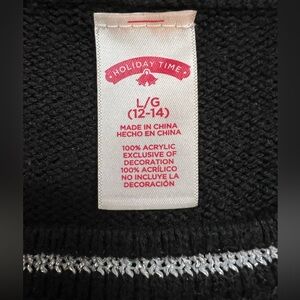 HOLIDAY TIME
L/G
(12-14)
MADE IN CHINA
HECHO EN CHINA
100% ACRYLIC
EXCLUSIVE OF
DECORATION
100% ACRÍLICO
NO INCLUYE LA
DECORACIÓN